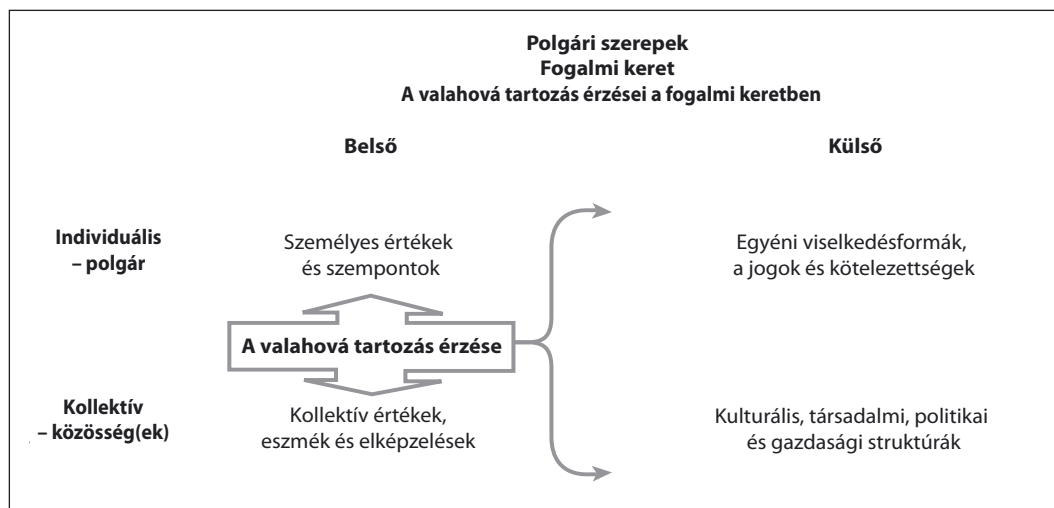 Polgári szerepek
Fogalmi keret
A valahová tartozás érzései a fogalmi keretben
Belső
Külső
Individuális
– polgár
Személyes értékek
és szempontok
Egyéni viselkedésformák,
a jogok és kötelezettségek
A valahová tartozás érzése
Kollektív
– közösség(ek)
Kollektív értékek,
eszmék és elképzelések
Kulturális, társadalmi, politikai
és gazdasági struktúrák